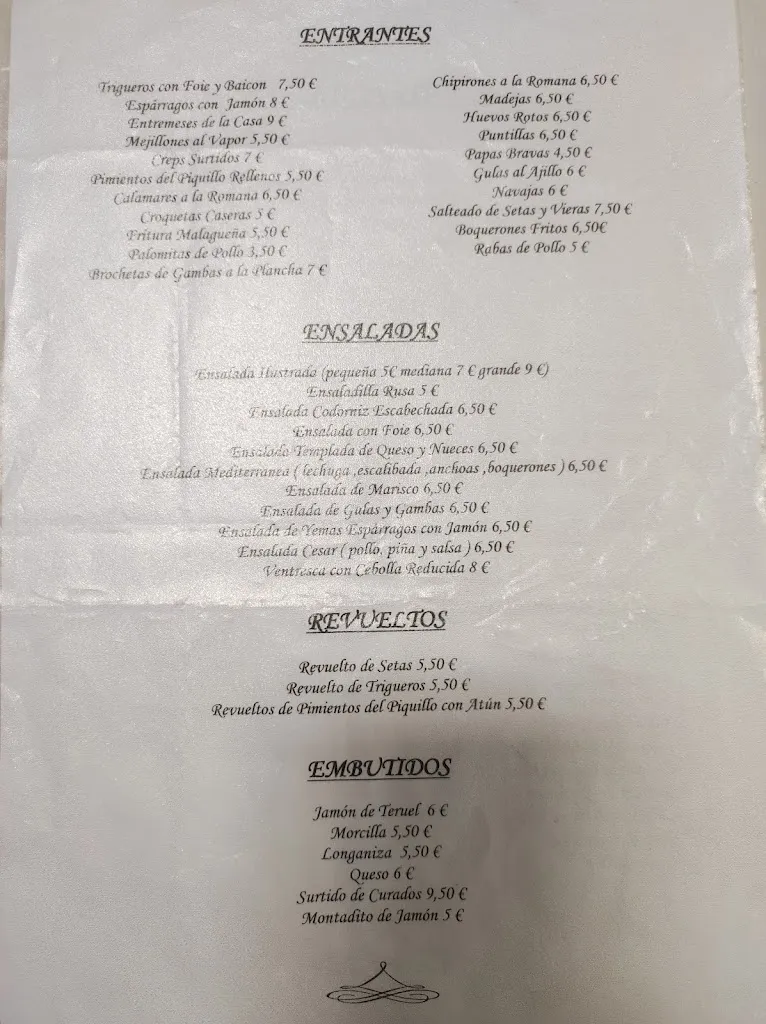 ENTRANTES
Trigueros con Foie y Baicon 7,50 €
Espárragos con Jamón 8 €
Entremeses de la Casa 9 €
Mejillones al Vapor 5,50 €
Creps Surtidos 7 €
Pimientos del Piquillo Rellenos 5,50 €
Calamares a la Romana 6,50 €
Croquetas Caseras 5 €
Fritura Malagueña 5,50 €
Palomitas de Pollo 3,50 €
Brochetas de Gambas a la Plancha 7 €
Chipirones a la Romana 6,50 €
Madejas 6,50 €
Huevos Rotos 6,50 €
Puntillas 6,50 €
Papas Bravas 4,50 €
Gulas al Ajillo 6 €
Navajas 6 €
Salteado de Setas y Vieras 7,50 €
Boquerones Fritos 6,50€
Rabas de Pollo 5 €
ENSALADAS
Ensalada Ilustrada (pequeña 5€ mediana 7 € grande 9 €)
Ensaladilla Rusa 5 €
Ensalada Codorniz Escabechada 6,50 €
Ensalada con Foie 6,50 €
Ensalada Templada de Queso y Nueces 6,50 €
Ensalada Mediterranea ( lechuga ,escalibada ,anchoas ,boquerones ) 6,50 €
Ensalada de Marisco 6,50 €
Ensalada de Gulas y Gambas 6,50 €
Ensalada de Yemas Espárragos con Jamón 6,50 €
Ensalada Cesar ( pollo, piña y salsa ) 6,50 €
Ventresca con Cebolla Reducida 8 €
REVUELTOS
Revuelto de Setas 5,50 €
Revuelto de Trigueros 5,50 €
Revueltos de Pimientos del Piquillo con Atún 5,50 €
EMBUTIDOS
Jamón de Teruel 6 €
Morcilla 5,50 €
Longaniza 5,50 €
Queso 6 €
Surtido de Curados 9,50 €
Montadito de Jamón 5 €